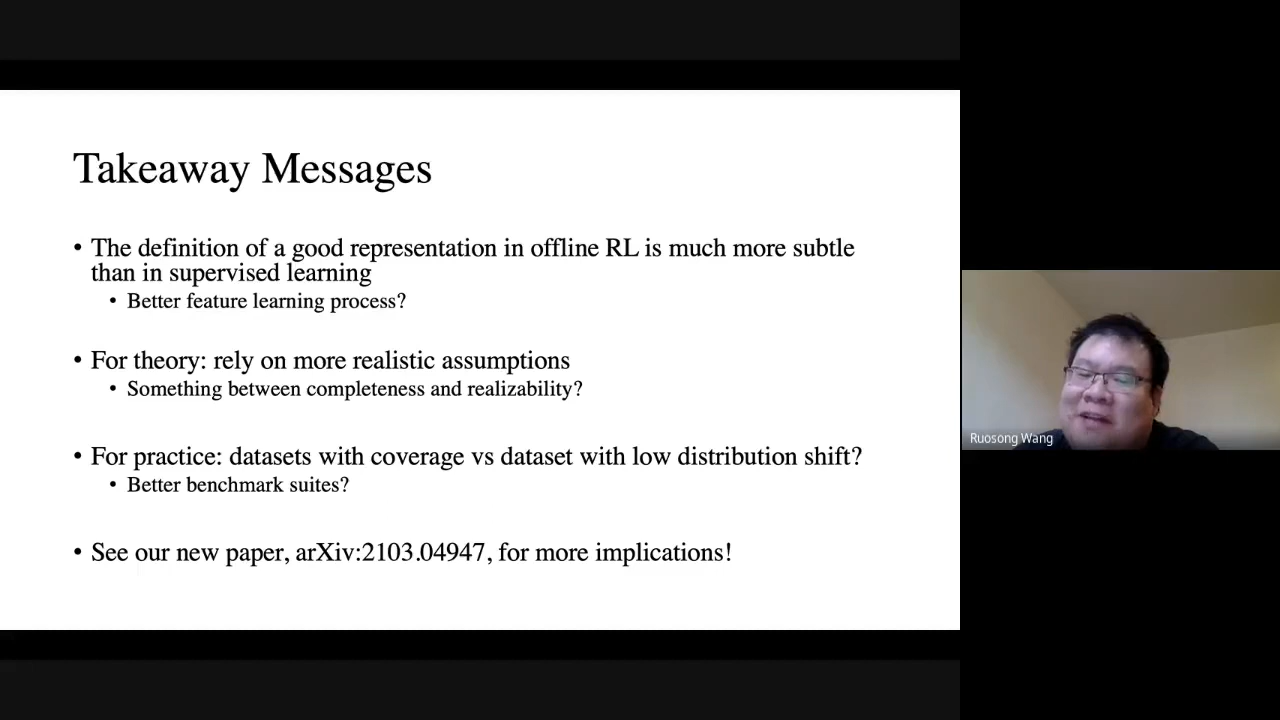 Takeaway Messages
• The definition of a good representation in offline RL is much more subtle
than in supervised learning
• Better feature learning process?
• For theory: rely on more realistic assumptions
• Something between completeness and realizability?
• For practice: datasets with coverage vs dataset with low distribution shift?
• Better benchmark suites?
• See our new paper, arXiv:2103.04947, for more implications!
Ruosong Wang